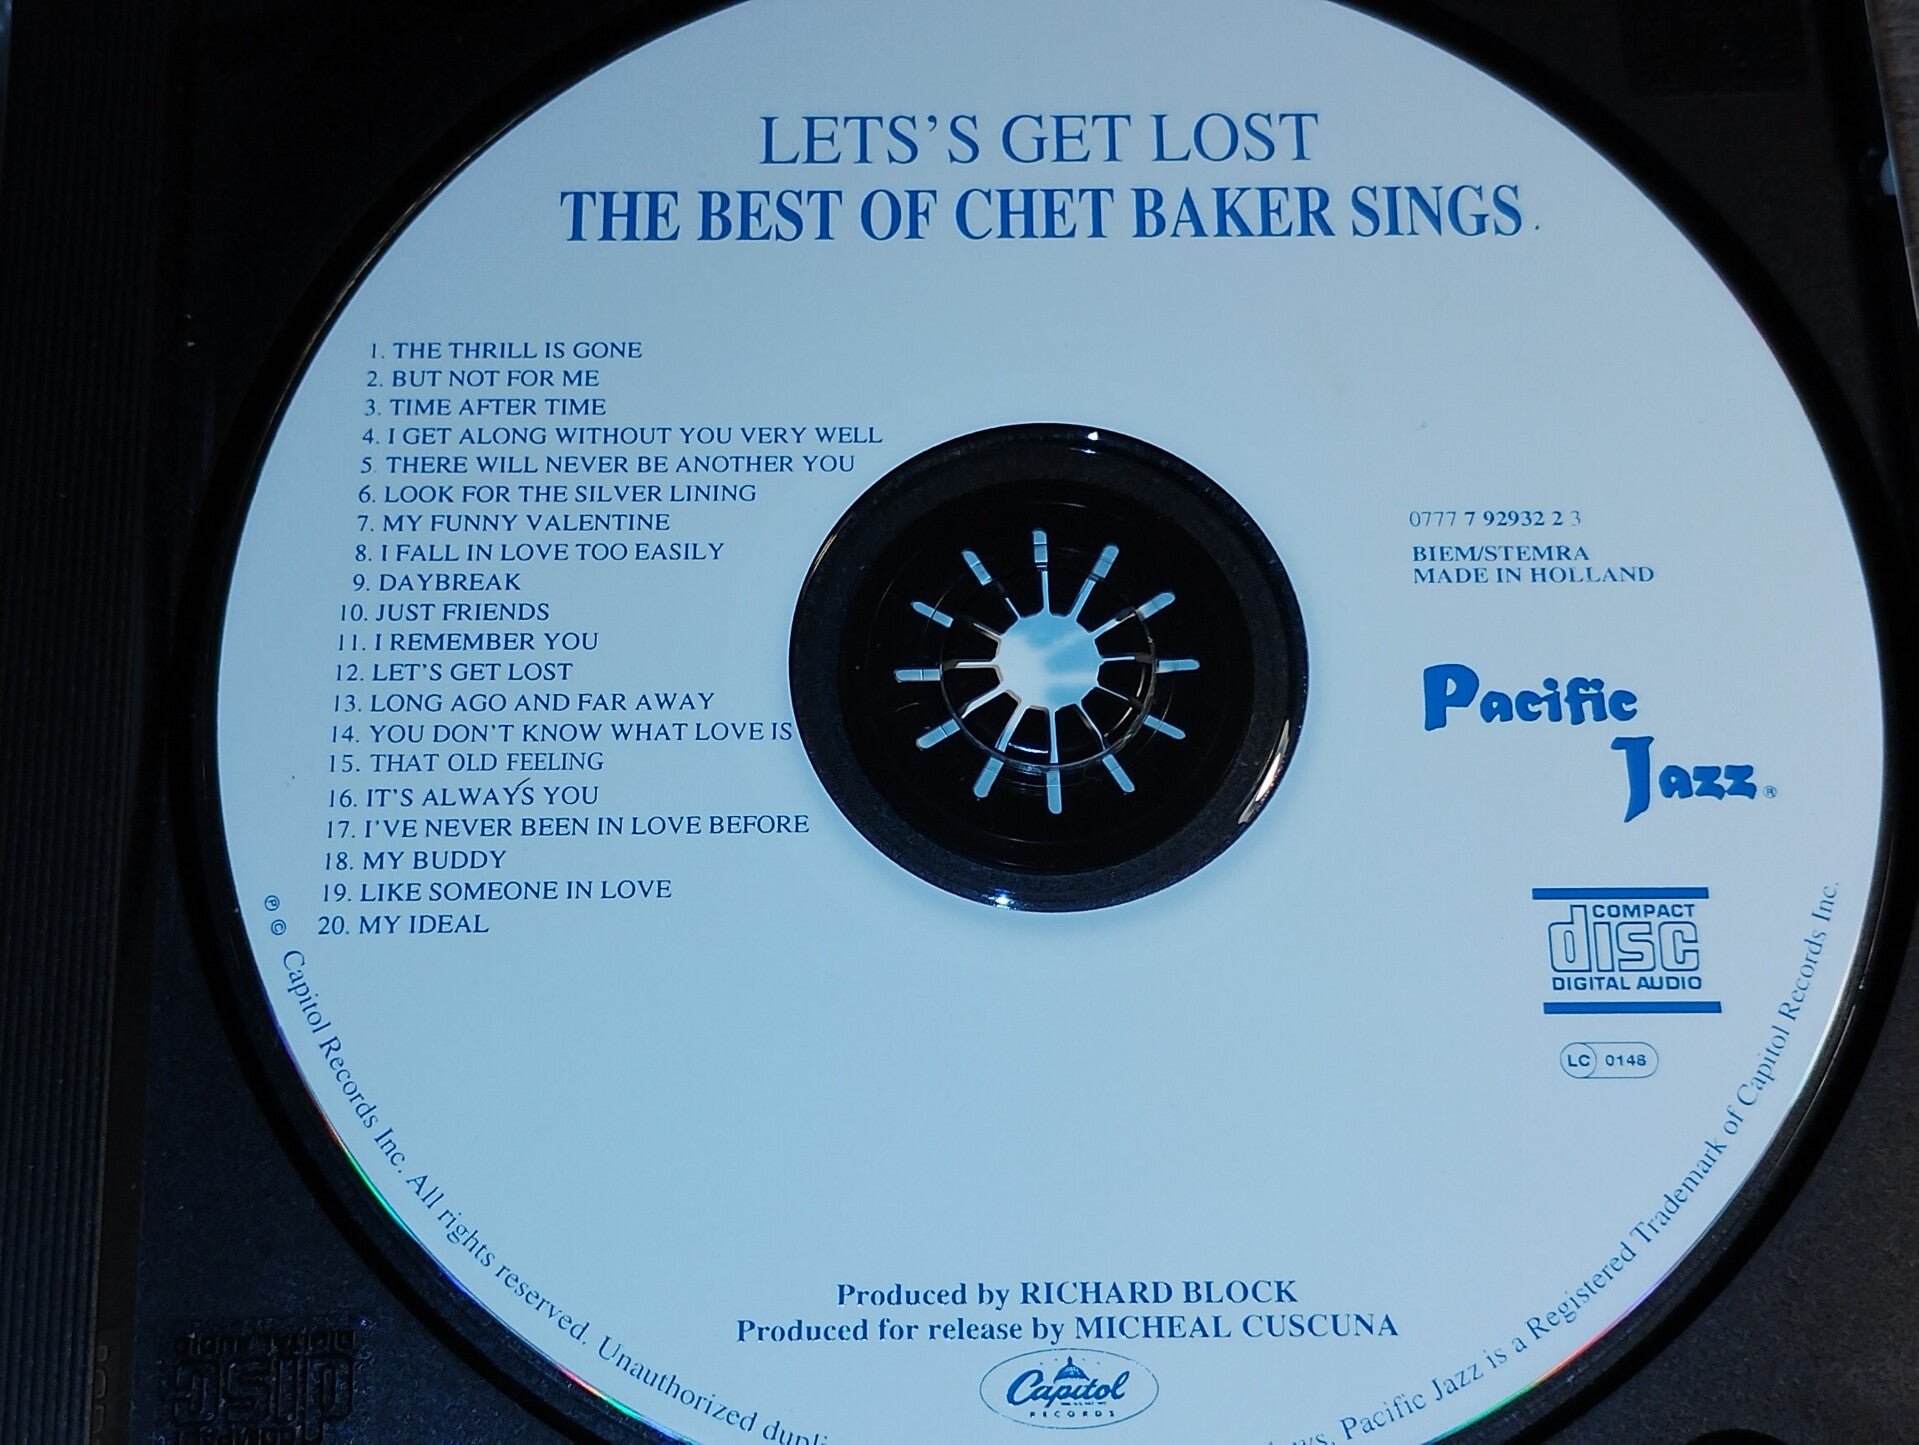 LETS'S GET LOST
THE BEST OF CHET BAKER SINGS
1. THE THRILL IS GONE
2. BUT NOT FOR ME
3. TIME AFTER TIME
4. I GET ALONG WITHOUT YOU VERY WELL
5. THERE WILL NEVER BE ANOTHER YOU
6. LOOK FOR THE SILVER LINING
7. MY FUNNY VALENTINE
8. I FALL IN LOVE TOO EASILY
9. DAYBREAK
10. JUST FRIENDS
11. I REMEMBER YOU
12. LET'S GET LOST
13. LONG AGO AND FAR AWAY
14. YOU DON'T KNOW WHAT LOVE IS
15. THAT OLD FEELING
16. IT'S ALWAYS YOU
17. I'VE NEVER BEEN IN LOVE BEFORE
18. MY BUDDY
19. LIKE SOMEONE IN LOVE
20. MY IDEAL
0777 7 92932 2 3
BIEM/STEMRA
MADE IN HOLLAND
Pacific
Jazz®
COMPACT
disc
DIGITAL AUDIO
LC 0148
Produced by RICHARD BLOCK
Produced for release by MICHEAL CUSCUNA
Capitol
RECORDS
℗ © Capitol Records Inc. All rights reserved. Unauthorized
Pacific Jazz is a Registered Trademark of Capitol Records Inc.